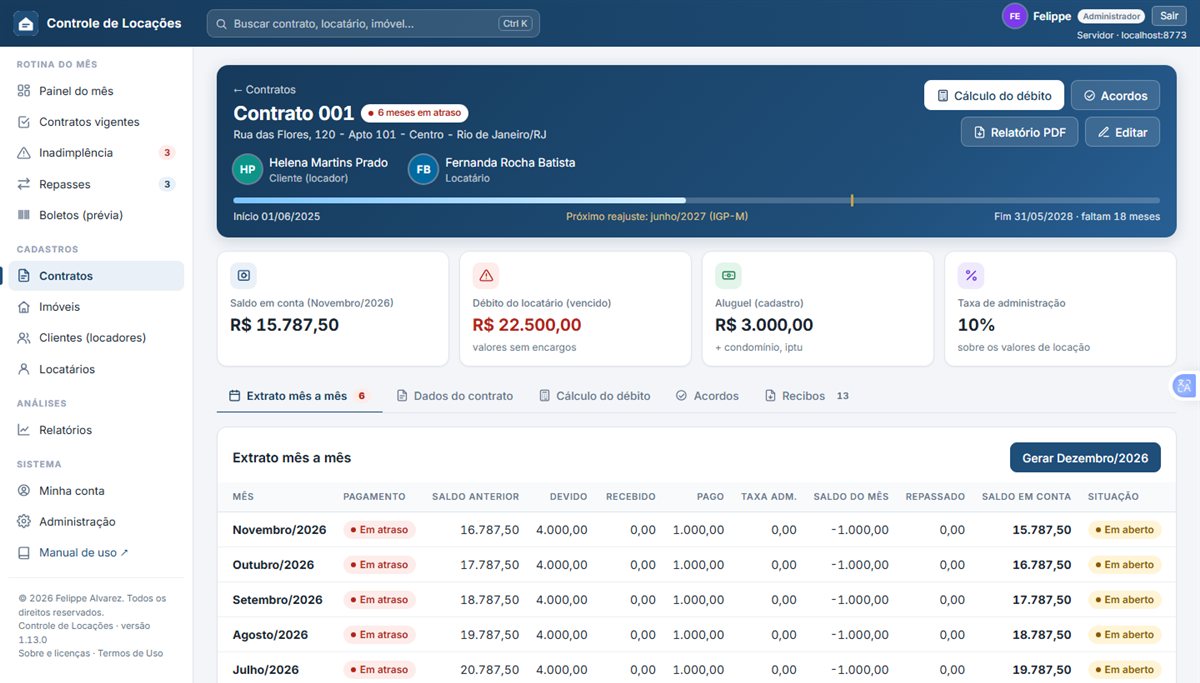 Controle de Locações
Buscar contrato, locatário, imóvel... Ctrl K
FE Felippe Administrador Sair
Servidor · localhost:8773
ROTINA DO MÊS
Painel do mês
Contratos vigentes
Inadimplência 3
Repasses 3
Boletos (prévia)
CADASTROS
Contratos
Imóveis
Clientes (locadores)
Locatários
ANÁLISES
Relatórios
SISTEMA
Minha conta
Administração
Manual de uso ↗
© 2026 Felippe Alvarez. Todos os
direitos reservados.
Controle de Locações · versão
1.13.0
Sobre e licenças · Termos de Uso
← Contratos
Contrato 001 • 6 meses em atraso
Rua das Flores, 120 - Apto 101 - Centro - Rio de Janeiro/RJ
Cálculo do débito Acordos
Relatório PDF Editar
HP Helena Martins Prado
Cliente (locador)
FB Fernanda Rocha Batista
Locatário
Início 01/06/2025 Próximo reajuste: junho/2027 (IGP-M) Fim 31/05/2028 · faltam 18 meses
Saldo em conta (Novembro/2026)
R$ 15.787,50
Débito do locatário (vencido)
R$ 22.500,00
valores sem encargos
Aluguel (cadastro)
R$ 3.000,00
+ condomínio, iptu
Taxa de administração
10%
sobre os valores de locação
Extrato mês a mês 6 Dados do contrato Cálculo do débito Acordos Recibos 13
Extrato mês a mês Gerar Dezembro/2026
MÊS PAGAMENTO SALDO ANTERIOR DEVIDO RECEBIDO PAGO TAXA ADM. SALDO DO MÊS REPASSADO SALDO EM CONTA SITUAÇÃO
Novembro/2026 • Em atraso 16.787,50 4.000,00 0,00 1.000,00 0,00 -1.000,00 0,00 15.787,50 • Em aberto
Outubro/2026 • Em atraso 17.787,50 4.000,00 0,00 1.000,00 0,00 -1.000,00 0,00 16.787,50 • Em aberto
Setembro/2026 • Em atraso 18.787,50 4.000,00 0,00 1.000,00 0,00 -1.000,00 0,00 17.787,50 • Em aberto
Agosto/2026 • Em atraso 19.787,50 4.000,00 0,00 1.000,00 0,00 -1.000,00 0,00 18.787,50 • Em aberto
Julho/2026 • Em atraso 20.787,50 4.000,00 0,00 1.000,00 0,00 -1.000,00 0,00 19.787,50 • Em aberto